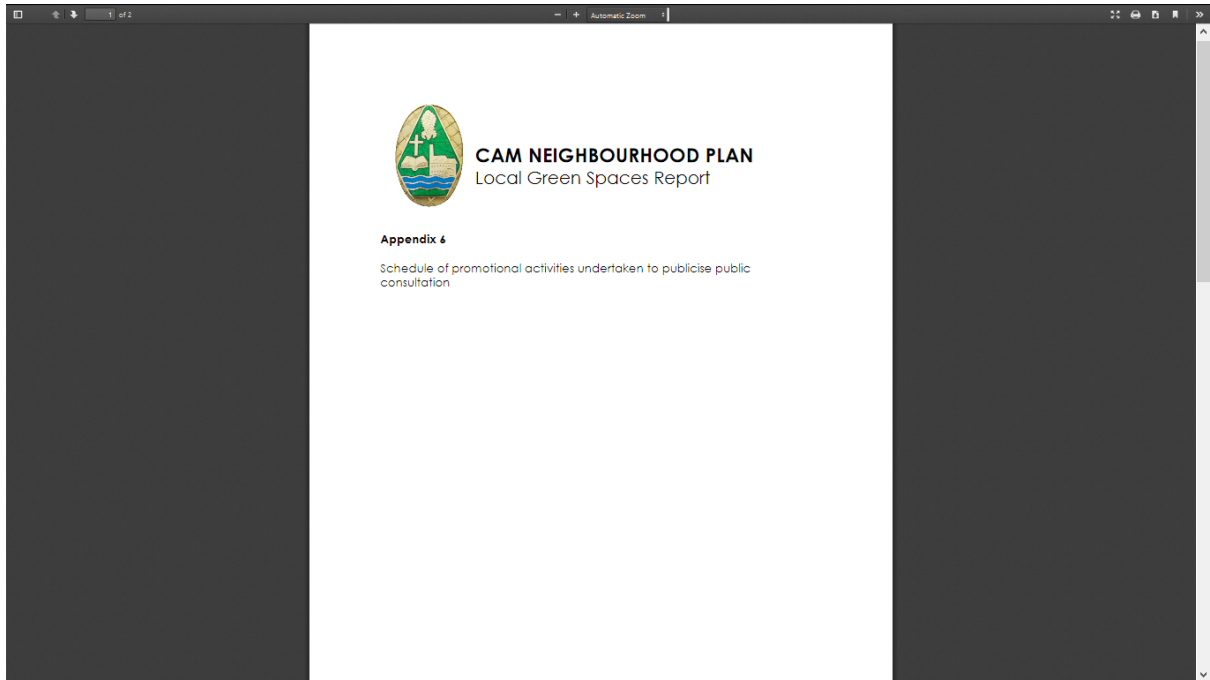 1 of 2
Automatic Zoom
CAM NEIGHBOURHOOD PLAN
Local Green Spaces Report
Appendix 6
Schedule of promotional activities undertaken to publicise public
consultation